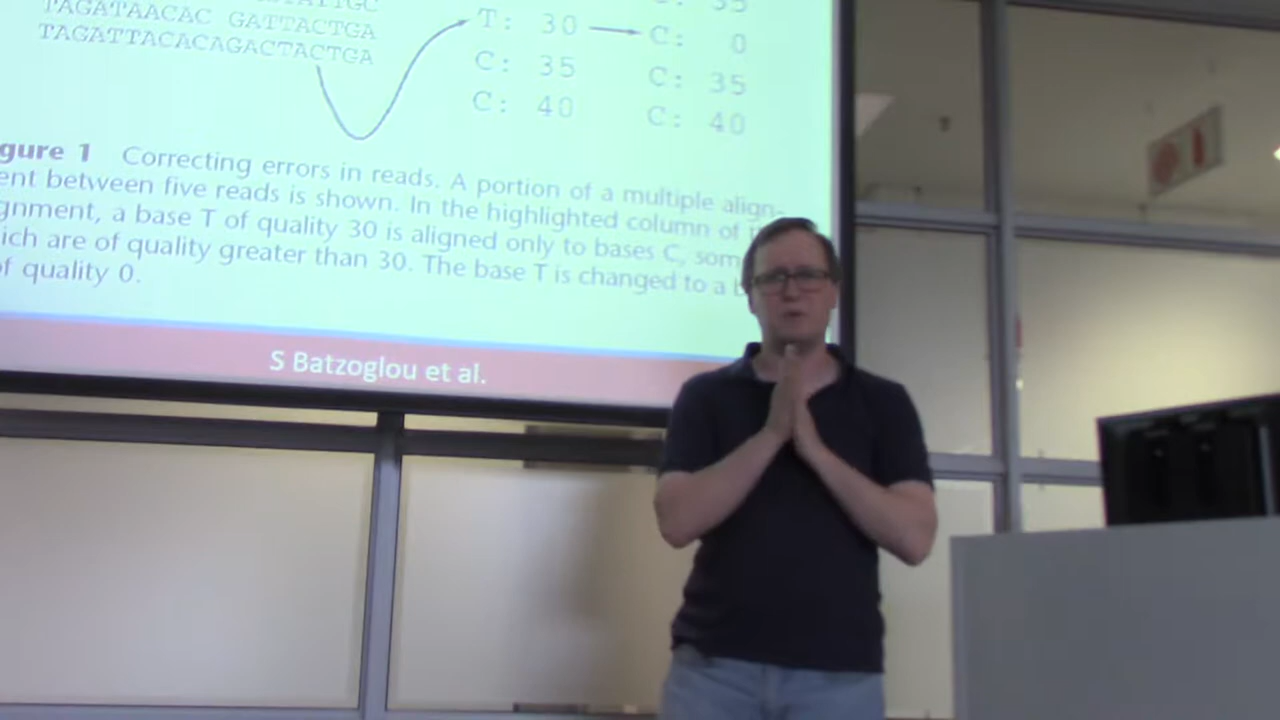 TAGATAACAC GATTACTGA
TAGATTACACAGACTACTGA
T: 30 C: 0
C: 35 C: 35
C: 40 C: 40
gure 1 Correcting errors in reads. A portion of a multiple align-
ent between five reads is shown. In the highlighted column of
gnment, a base T of quality 30 is aligned only to bases C, som
ich are of quality greater than 30. The base T is changed to a
f quality 0.
S Batzoglou et al.